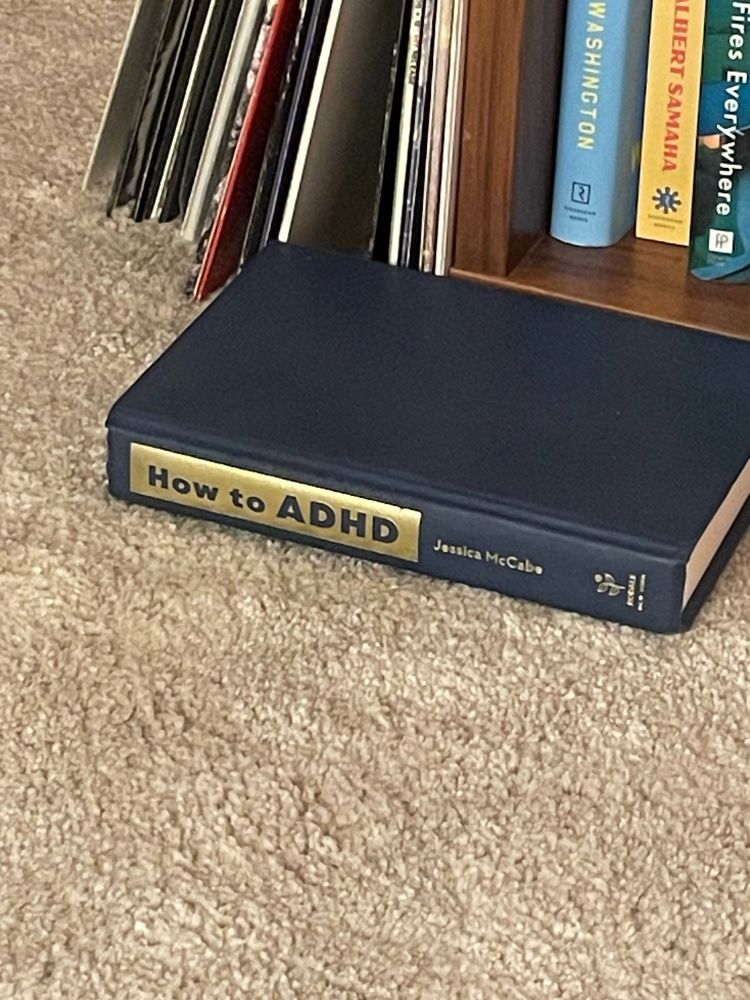 WASHINGTON
ALBERT SAMAHA
Fires Everywhere
How to ADHD
Jessica McCabe